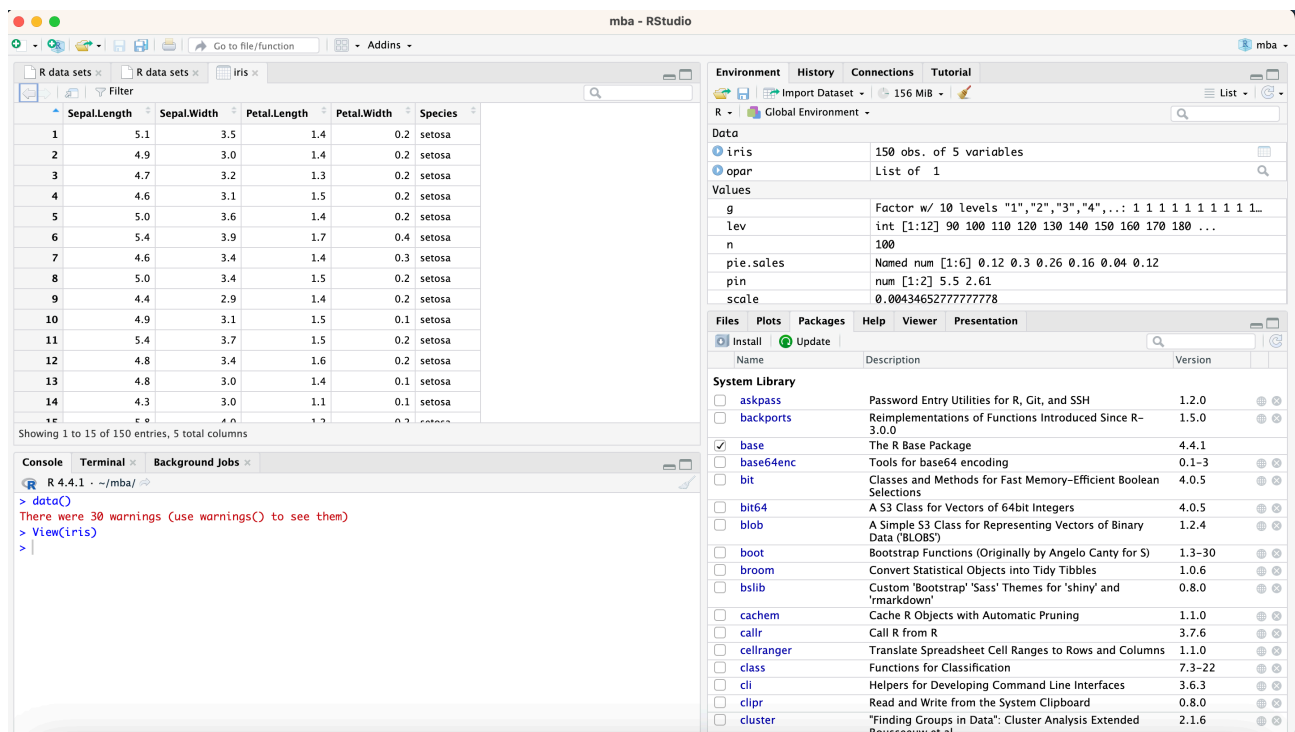 mba - RStudio
Go to file/function Addins mba
R data sets R data sets iris
Filter
Sepal.Length Sepal.Width Petal.Length Petal.Width Species
1 5.1 3.5 1.4 0.2 setosa
2 4.9 3.0 1.4 0.2 setosa
3 4.7 3.2 1.3 0.2 setosa
4 4.6 3.1 1.5 0.2 setosa
5 5.0 3.6 1.4 0.2 setosa
6 5.4 3.9 1.7 0.4 setosa
7 4.6 3.4 1.4 0.3 setosa
8 5.0 3.4 1.5 0.2 setosa
9 4.4 2.9 1.4 0.2 setosa
10 4.9 3.1 1.5 0.1 setosa
11 5.4 3.7 1.5 0.2 setosa
12 4.8 3.4 1.6 0.2 setosa
13 4.8 3.0 1.4 0.1 setosa
14 4.3 3.0 1.1 0.1 setosa
Showing 1 to 15 of 150 entries, 5 total columns
Console Terminal Background Jobs
R 4.4.1 · ~/mba/
> data()
There were 30 warnings (use warnings() to see them)
> View(iris)
>
Environment History Connections Tutorial
Import Dataset 156 MiB List
R Global Environment
Data
iris 150 obs. of 5 variables
opar List of 1
Values
g Factor w/ 10 levels "1","2","3","4",..: 1 1 1 1 1 1 1 1 1 1…
lev int [1:12] 90 100 110 120 130 140 150 160 170 180 ...
n 100
pie.sales Named num [1:6] 0.12 0.3 0.26 0.16 0.04 0.12
pin num [1:2] 5.5 2.61
scale 0.00434652777777778
Files Plots Packages Help Viewer Presentation
Install Update
Name Description Version
System Library
askpass Password Entry Utilities for R, Git, and SSH 1.2.0
backports Reimplementations of Functions Introduced Since R- 1.5.0
3.0.0
base The R Base Package 4.4.1
base64enc Tools for base64 encoding 0.1-3
bit Classes and Methods for Fast Memory-Efficient Boolean 4.0.5
Selections
bit64 A S3 Class for Vectors of 64bit Integers 4.0.5
blob A Simple S3 Class for Representing Vectors of Binary 1.2.4
Data ('BLOBS')
boot Bootstrap Functions (Originally by Angelo Canty for S) 1.3-30
broom Convert Statistical Objects into Tidy Tibbles 1.0.6
bslib Custom 'Bootstrap' 'Sass' Themes for 'shiny' and 0.8.0
'rmarkdown'
cachem Cache R Objects with Automatic Pruning 1.1.0
callr Call R from R 3.7.6
cellranger Translate Spreadsheet Cell Ranges to Rows and Columns 1.1.0
class Functions for Classification 7.3-22
cli Helpers for Developing Command Line Interfaces 3.6.3
clipr Read and Write from the System Clipboard 0.8.0
cluster "Finding Groups in Data": Cluster Analysis Extended 2.1.6